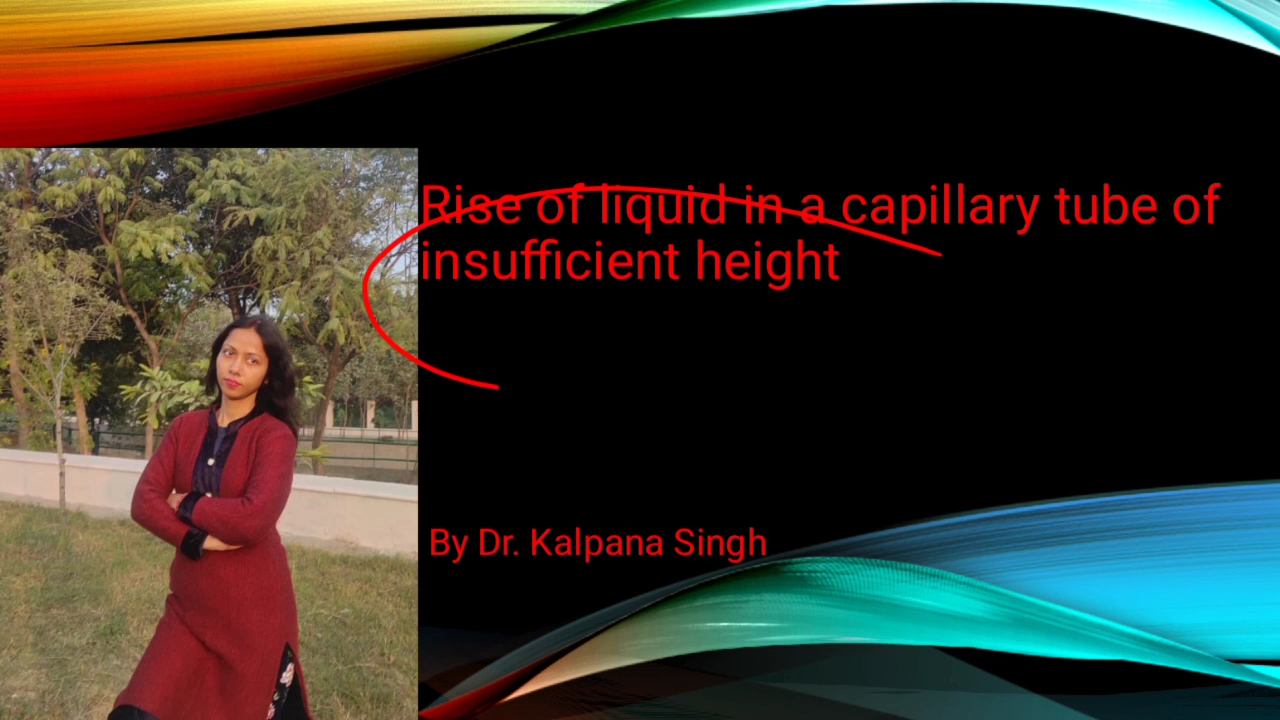 Rise of liquid in a capillary tube of
insufficient height
By Dr. Kalpana Singh